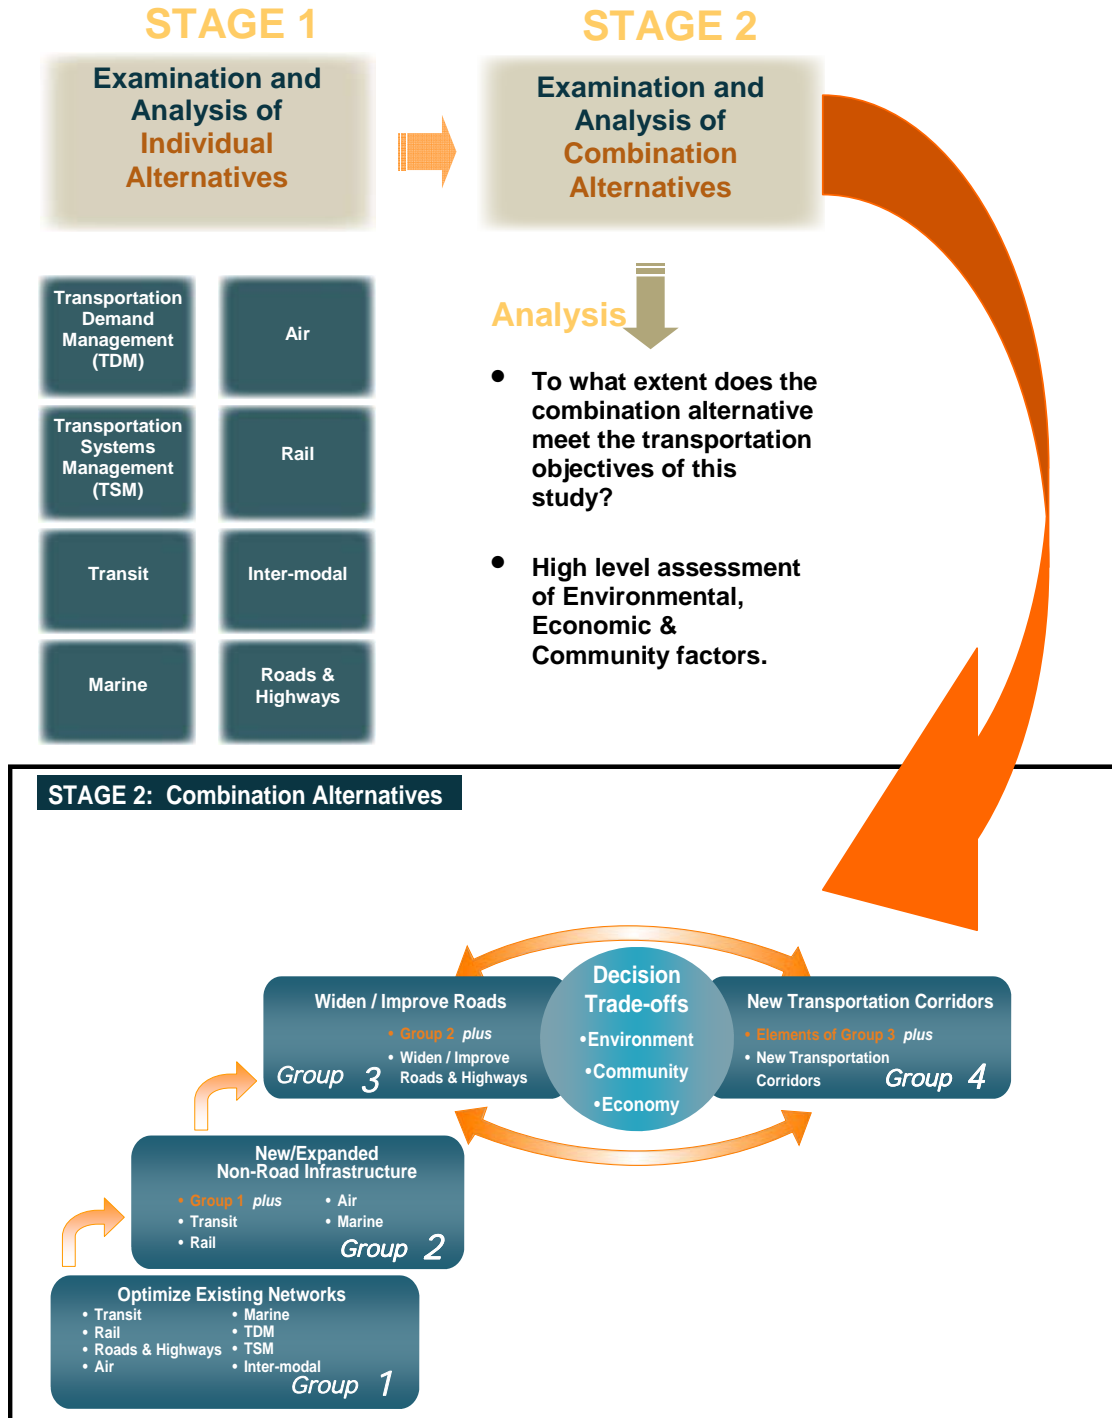 STAGE 1
Examination and
Analysis of
Individual
Alternatives
STAGE 2
Examination and
Analysis of
Combination
Alternatives
Transportation
Demand
Management
(TDM)
Air
Transportation
Systems
Management
(TSM)
Rail
Transit
Inter-modal
Marine
Roads &
Highways
Analysis
• To what extent does the
combination alternative
meet the transportation
objectives of this
study?
• High level assessment
of Environmental,
Economic &
Community factors.
STAGE 2: Combination Alternatives
Widen / Improve Roads
• Group 2 plus
• Widen / Improve
Roads & Highways
Group 3
Decision
Trade-offs
•Environment
•Community
•Economy
New Transportation Corridors
• Elements of Group 3 plus
• New Transportation
Corridors
Group 4
New/Expanded
Non-Road Infrastructure
• Group 1 plus
• Transit
• Rail
• Air
• Marine
Group 2
Optimize Existing Networks
• Transit
• Rail
• Roads & Highways
• Air
• Marine
• TDM
• TSM
• Inter-modal
Group 1